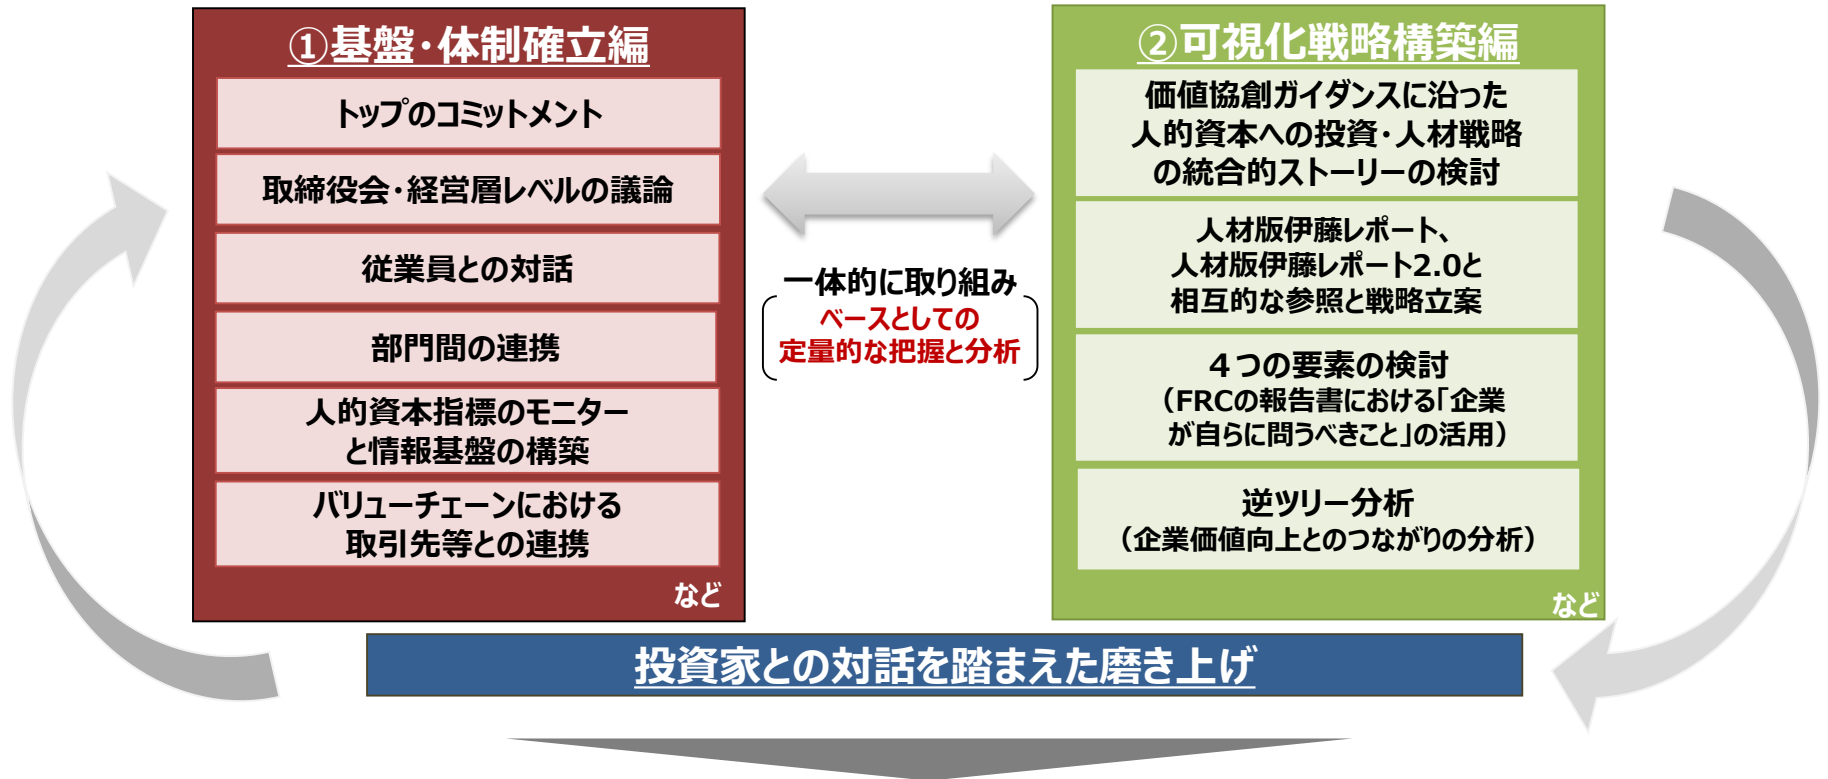 ①基盤・体制確立編
トップのコミットメント
取締役会・経営層レベルの議論
従業員との対話
部門間の連携
人的資本指標のモニター
と情報基盤の構築
バリューチェーンにおける
取引先等との連携
など
一体的に取り組み
ベースとしての
定量的な把握と分析
②可視化戦略構築編
価値協創ガイダンスに沿った
人的資本への投資・人材戦略
の統合的ストーリーの検討
人材版伊藤レポート、
人材版伊藤レポート2.0と
相互的な参照と戦略立案
４つの要素の検討
（FRCの報告書における「企業
が自らに問うべきこと」の活用）
逆ツリー分析
（企業価値向上とのつながりの分析）
など
投資家との対話を踏まえた磨き上げ